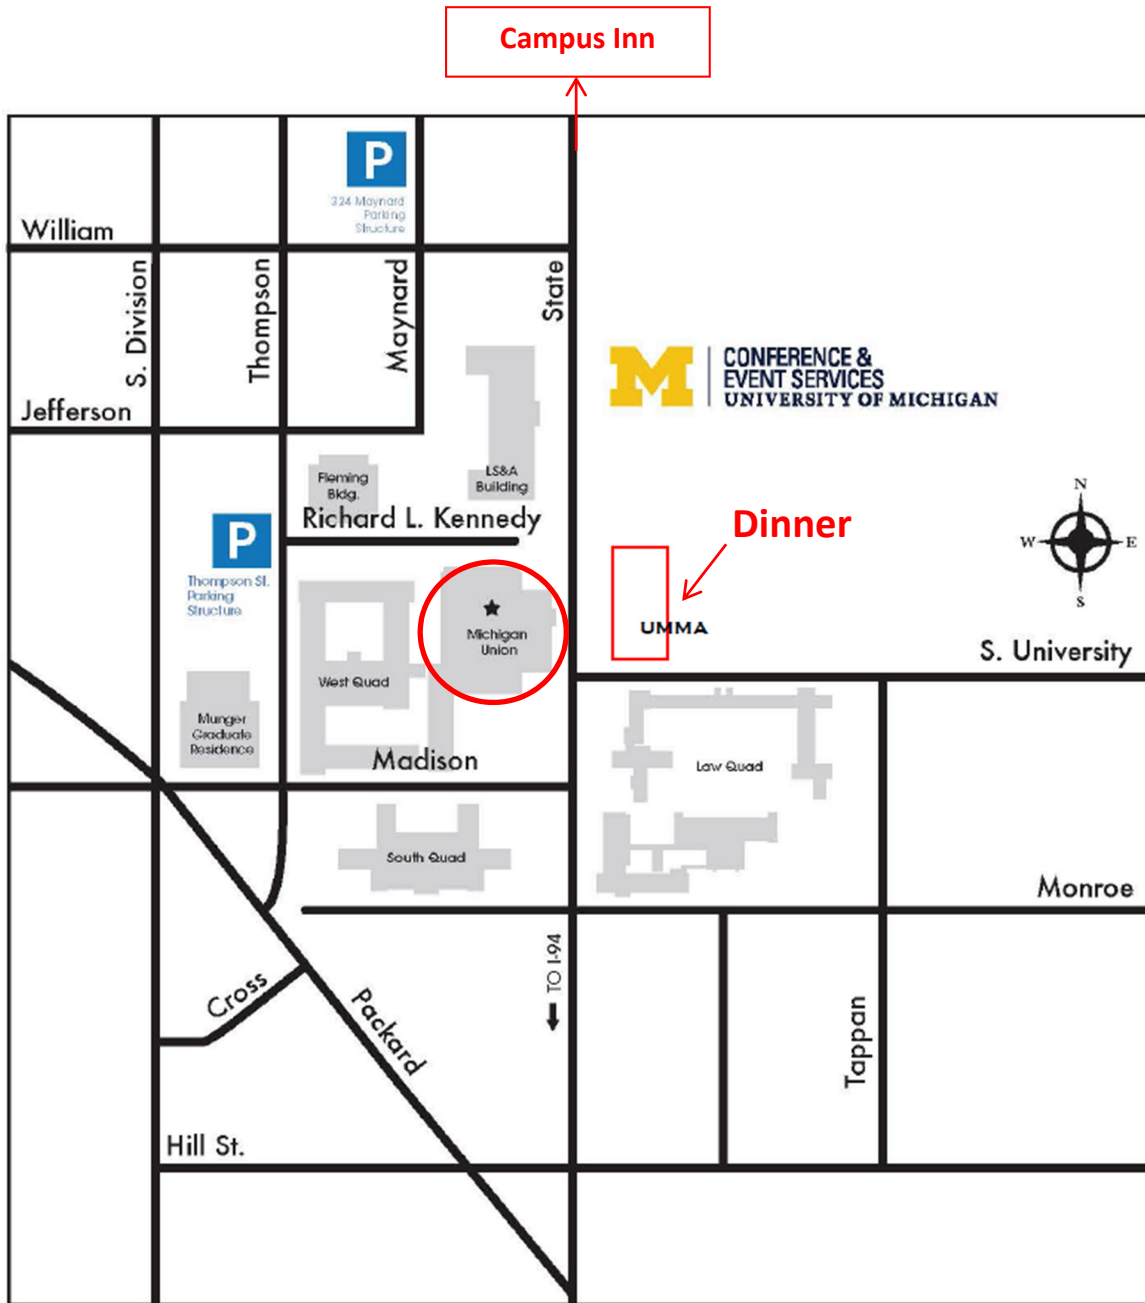 Campus Inn
P
324 Maynard
Parking
Structure
William
S. Division
Thompson
Maynard
State
Jefferson
M
CONFERENCE &
EVENT SERVICES
UNIVERSITY OF MICHIGAN
Fleming
Bldg.
LS&A
Building
Richard L. Kennedy
Dinner
N
W
E
S
P
Thompson St.
Parking
Structure
Michigan
Union
UMMA
S. University
West Quad
Munger
Graduate
Residence
Madison
Law Quad
South Quad
Monroe
TO I-94
Cross
Packard
Tappan
Hill St.